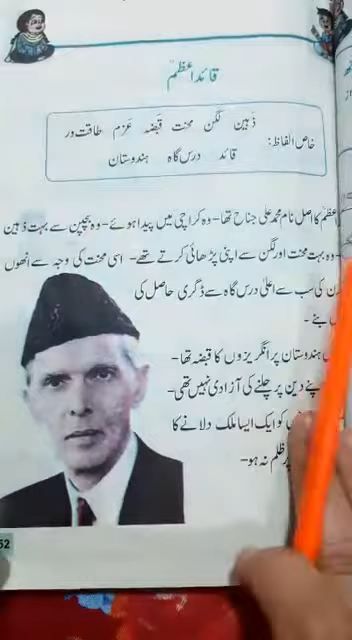 قائداعظمؒ
خاص الفاظ:
ذہین لگن محنت قبضہ عزم طاقت ور
قائد درس گاہ ہندوستان
اعظمؒ کا اصل نام محمد علی جناح تھا۔ وہ کراچی میں پیدا ہوئے۔ وہ بچپن سے بہت ذہین
وہ بہت محنت اور لگن سے اپنی پڑھائی کرتے تھے۔ اسی محنت کی وجہ سے انھوں
کی سب سے اعلیٰ درس گاہ سے ڈگری حاصل کی
بنے۔
ہندوستان پر انگریزوں کا قبضہ تھا۔
اپنے دین پر چلنے کی آزادی نہیں تھی۔
کو ایک ایسا ملک دلانے کا
پر ظلم نہ ہو۔
52